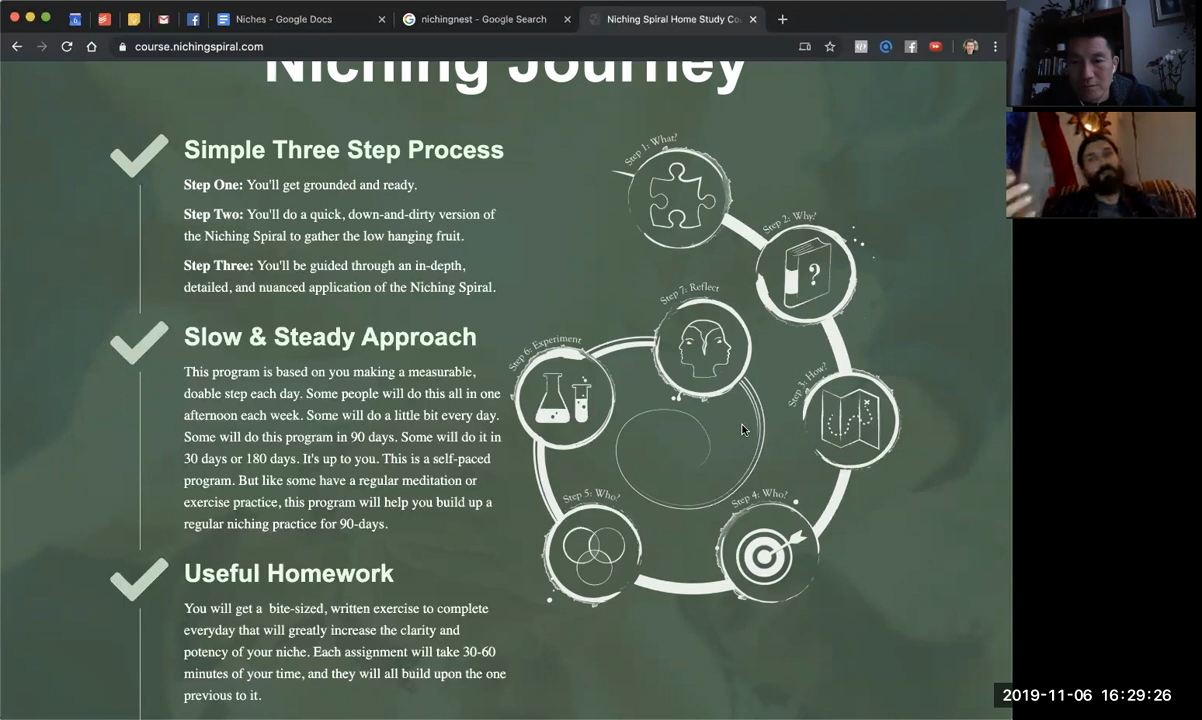 Niches - Google Docs
nichingnest - Google Search
Niching Spiral Home Study Co
course.nichingspiral.com
Niching Journey
Simple Three Step Process
Step One: You'll get grounded and ready.
Step Two: You'll do a quick, down-and-dirty version of
the Niching Spiral to gather the low hanging fruit.
Step Three: You'll be guided through an in-depth,
detailed, and nuanced application of the Niching Spiral.
Slow & Steady Approach
This program is based on you making a measurable,
doable step each day. Some people will do this all in one
afternoon each week. Some will do a little bit every day.
Some will do this program in 90 days. Some will do it in
30 days or 180 days. It's up to you. This is a self-paced
program. But like some have a regular meditation or
exercise practice, this program will help you build up a
regular niching practice for 90-days.
Useful Homework
You will get a bite-sized, written exercise to complete
everyday that will greatly increase the clarity and
potency of your niche. Each assignment will take 30-60
minutes of your time, and they will all build upon the one
previous to it.
Step 1: What?
Step 2: Why?
?
Step 3: How?
Step 4: Who?
Step 5: Who?
Step 6: Experiment
Step 7: Reflect
2019-11-06 16:29:26